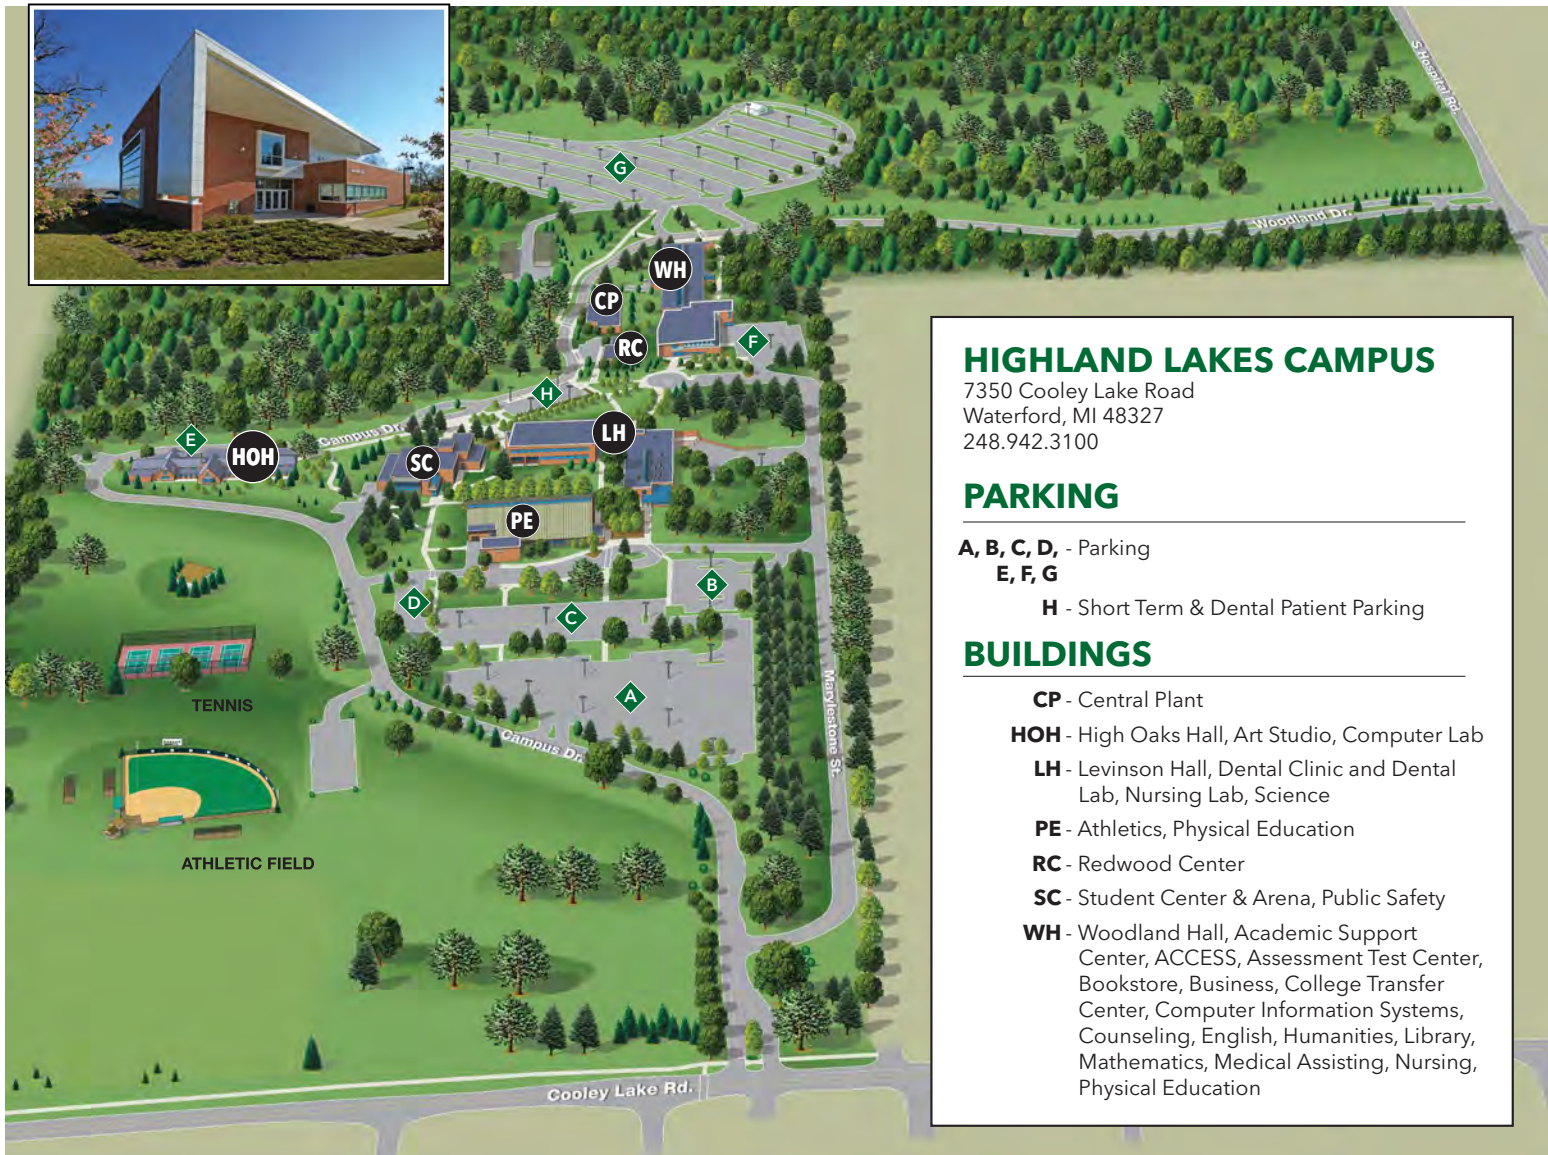 S Hospital Rd.
G
Woodland Dr.
WH
CP
RC
F
H
Campus Dr.
LH
E
HOH
SC
PE
B
D
C
A
TENNIS
Marylestone St.
Campus Dr.
ATHLETIC FIELD
Cooley Lake Rd.
HIGHLAND LAKES CAMPUS
7350 Cooley Lake Road
Waterford, MI 48327
248.942.3100
PARKING
A, B, C, D, - Parking
E, F, G
H - Short Term & Dental Patient Parking
BUILDINGS
CP - Central Plant
HOH - High Oaks Hall, Art Studio, Computer Lab
LH - Levinson Hall, Dental Clinic and Dental
Lab, Nursing Lab, Science
PE - Athletics, Physical Education
RC - Redwood Center
SC - Student Center & Arena, Public Safety
WH - Woodland Hall, Academic Support
Center, ACCESS, Assessment Test Center,
Bookstore, Business, College Transfer
Center, Computer Information Systems,
Counseling, English, Humanities, Library,
Mathematics, Medical Assisting, Nursing,
Physical Education